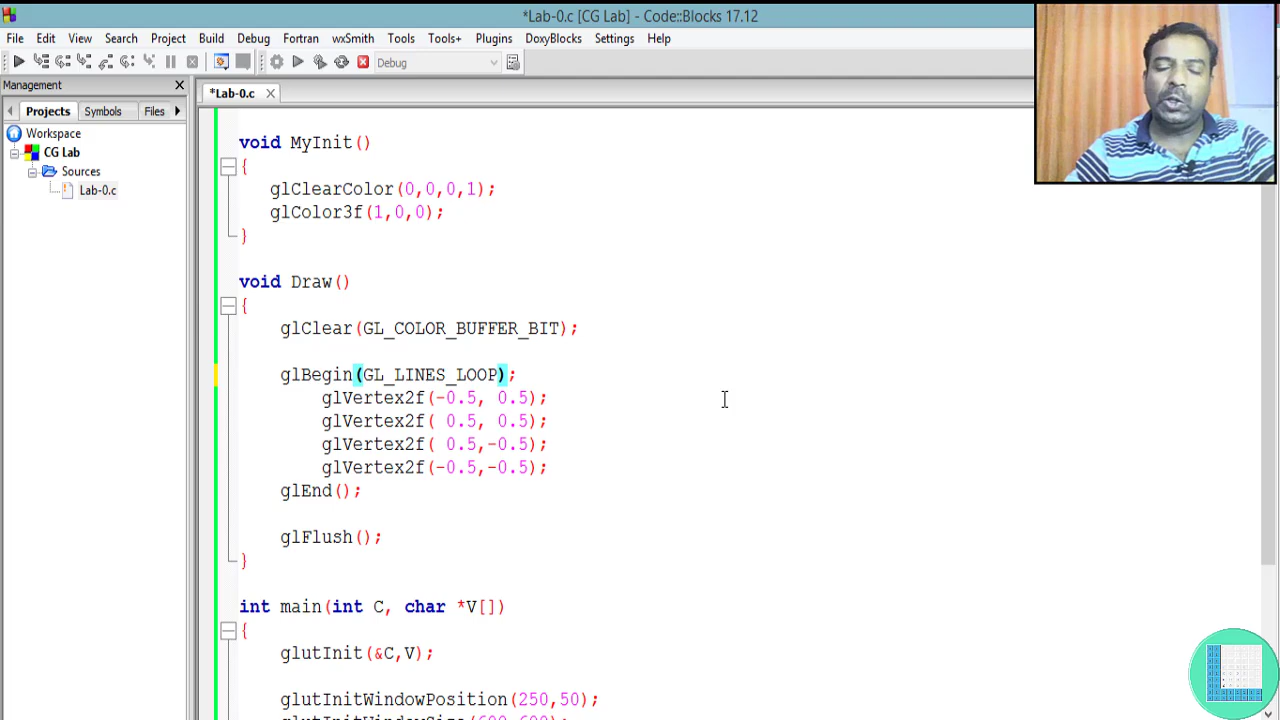 *Lab-0.c [CG Lab] - Code::Blocks 17.12
File Edit View Search Project Build Debug Fortran wxSmith Tools Tools+ Plugins DoxyBlocks Settings Help
Debug
Management
*Lab-0.c
Projects Symbols Files
Workspace
CG Lab
Sources
Lab-0.c
void MyInit()
{
glClearColor(0,0,0,1);
glColor3f(1,0,0);
}
void Draw()
{
glClear(GL_COLOR_BUFFER_BIT);
glBegin(GL_LINES_LOOP);
glVertex2f(-0.5, 0.5);
glVertex2f( 0.5, 0.5);
glVertex2f( 0.5,-0.5);
glVertex2f(-0.5,-0.5);
glEnd();
glFlush();
}
int main(int C, char *V[])
{
glutInit(&C,V);
glutInitWindowPosition(250,50);
glutInitWindowSize(600,600);